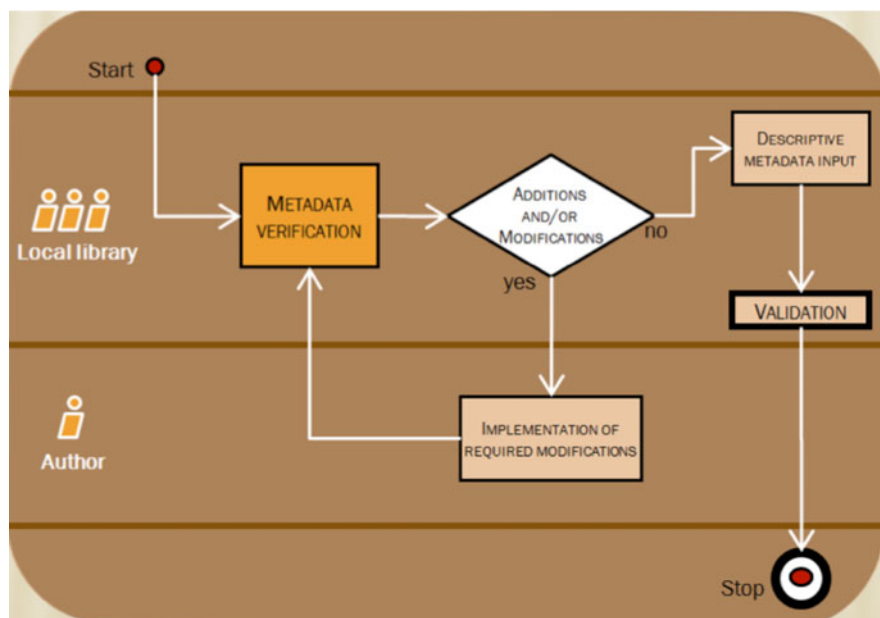 Start
DESCRIPTIVE
METADATA INPUT
METADATA
VERIFICATION
ADDITIONS
AND/OR
MODIFICATIONS
no
yes
Local library
VALIDATION
IMPLEMENTATION OF
REQUIRED MODIFICATIONS
Author
Stop